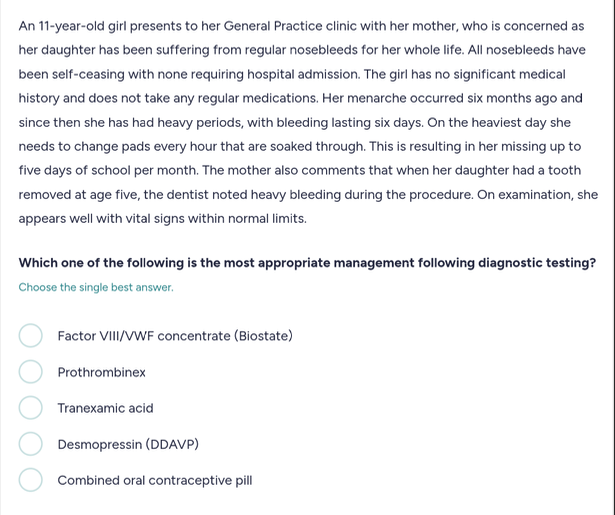 An 11-year-old girl presents to her General Practice clinic with her mother, who is concerned as
her daughter has been suffering from regular nosebleeds for her whole life. All nosebleeds have
been self-ceasing with none requiring hospital admission. The girl has no significant medical
history and does not take any regular medications. Her menarche occurred six months ago and
since then she has had heavy periods, with bleeding lasting six days. On the heaviest day she
needs to change pads every hour that are soaked through. This is resulting in her missing up to
five days of school per month. The mother also comments that when her daughter had a tooth
removed at age five, the dentist noted heavy bleeding during the procedure. On examination, she
appears well with vital signs within normal limits.
Which one of the following is the most appropriate management following diagnostic testing?
Choose the single best answer.
Factor VIII/VWF concentrate (Biostate)
Prothrombinex
Tranexamic acid
Desmopressin (DDAVP)
Combined oral contraceptive pill